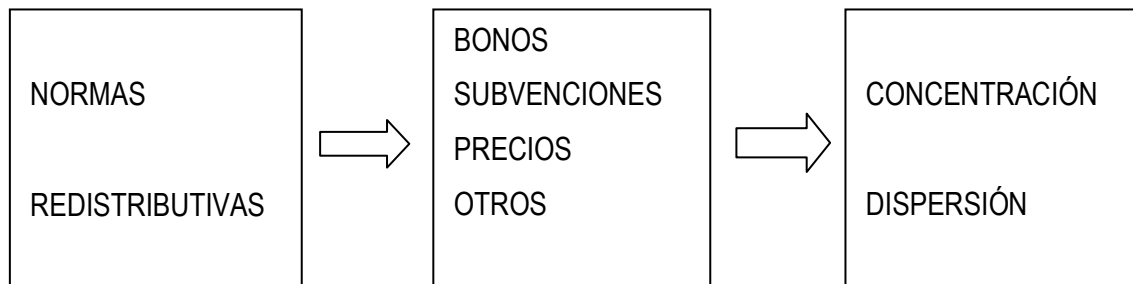 NORMAS
REDISTRIBUTIVAS
BONOS
SUBVENCIONES
PRECIOS
OTROS
CONCENTRACIÓN
DISPERSIÓN